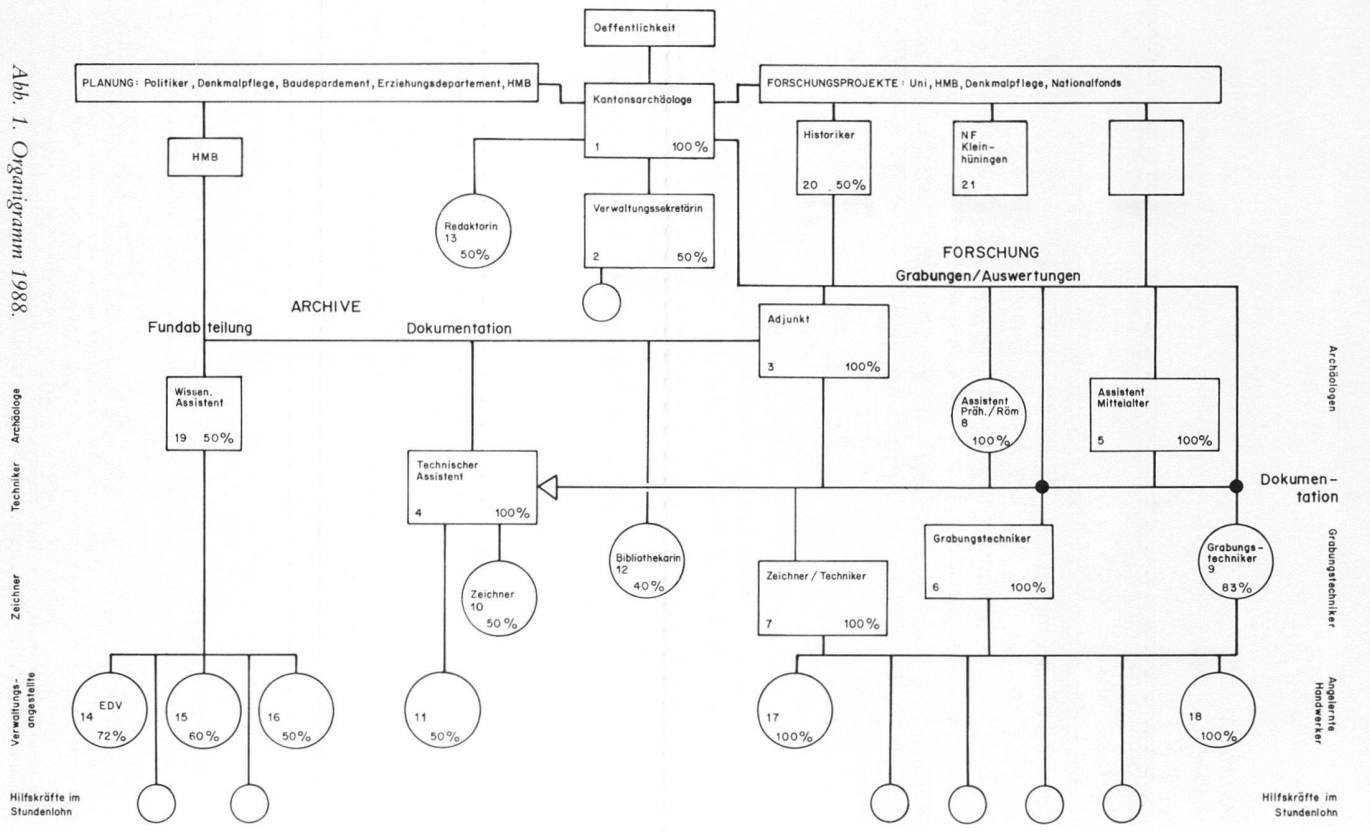 Oeffentlichkeit
PLANUNG: Politiker, Denkmalpflege, Baudepardement, Erziehungsdepartement, HMB
Kantonsarchäologe
1 100%
FORSCHUNGSPROJEKTE: Uni, HMB, Denkmalpflege, Nationalfonds
HMB
Historiker
20 50%
NF
Klein-
hüningen
21
Redaktorin
13
50%
Verwaltungssekretärin
2 50%
FORSCHUNG
Grabungen/Auswertungen
ARCHIVE
Fundabteilung
Dokumentation
Adjunkt
3 100%
Wissen.
Assistent
19 50%
Assistent
Präh./Röm
8
100%
Assistent
Mittelalter
5 100%
Technischer
Assistent
4 100%
Dokumen-
tation
Bibliothekarin
12
40%
Zeichner
10
50%
Zeichner / Techniker
7 100%
Grabungstechniker
6 100%
Grabungs-
techniker
9
83%
EDV
14
72%
15
60%
16
50%
11
50%
17
100%
18
100%
Abb. 1. Organigramm 1988.
Archäologe
Techniker
Zeichner
Verwaltungs-
angestellte
Hilfskräfte im
Stundenlohn
Archäologen
Grabungstechniker
Angelernte
Handwerker
Hilfskräfte im
Stundenlohn